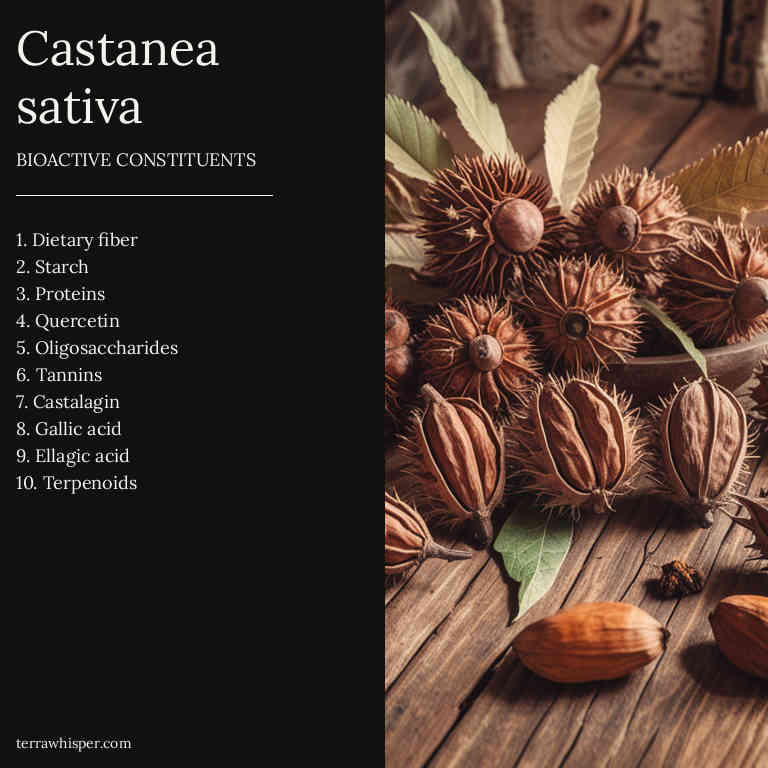 Castanea
sativa
BIOACTIVE CONSTITUENTS
1. Dietary fiber
2. Starch
3. Proteins
4. Quercetin
5. Oligosaccharides
6. Tannins
7. Castalagin
8. Gallic acid
9. Ellagic acid
10. Terpenoids
terrawhisper.com